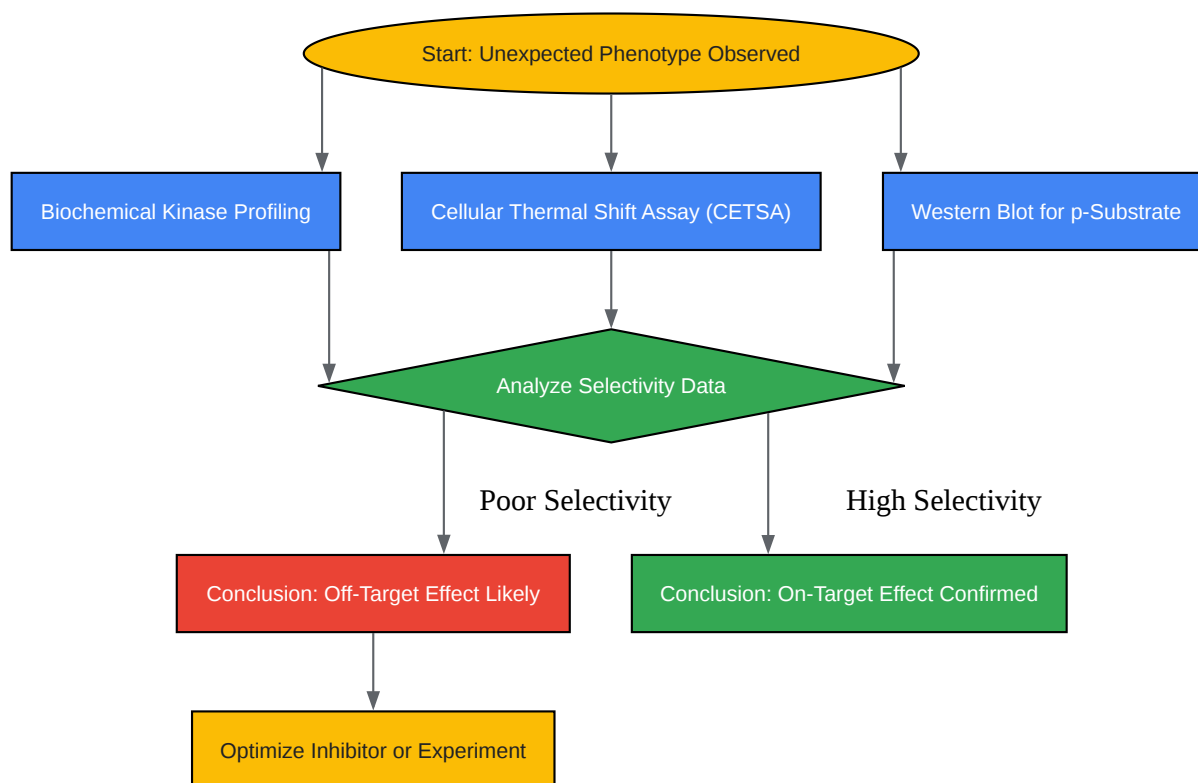 Start: Unexpected Phenotype Observed
Biochemical Kinase Profiling
Cellular Thermal Shift Assay (CETSA)
Western Blot for p-Substrate
Analyze Selectivity Data
Poor Selectivity
High Selectivity
Conclusion: Off-Target Effect Likely
Conclusion: On-Target Effect Confirmed
Optimize Inhibitor or Experiment